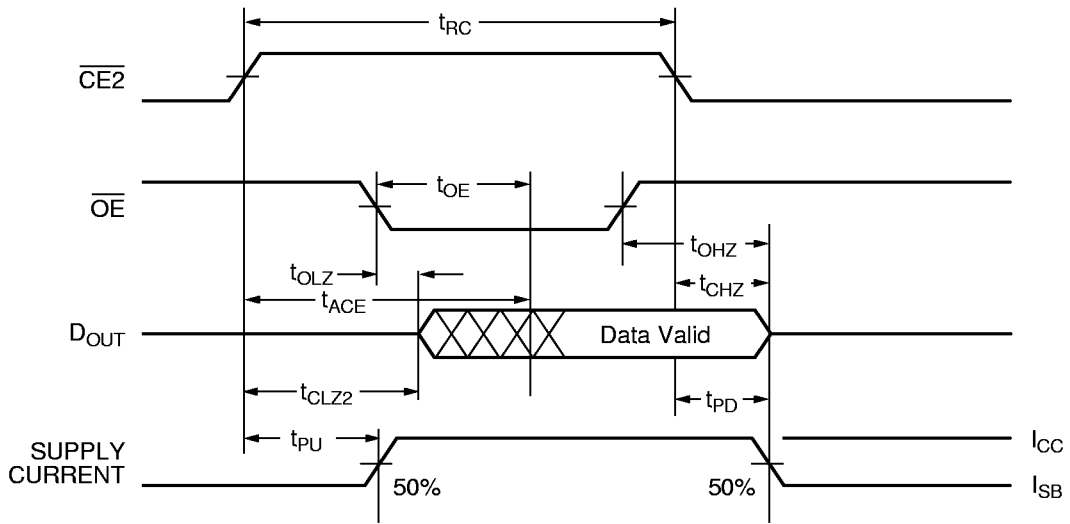 tRC
CE2
OE
tOE
tOHZ
tOLZ
tCHZ
tACE
DOUT
Data Valid
tCLZ2
tPD
tPU
SUPPLY
CURRENT
50%
50%
ICC
ISB